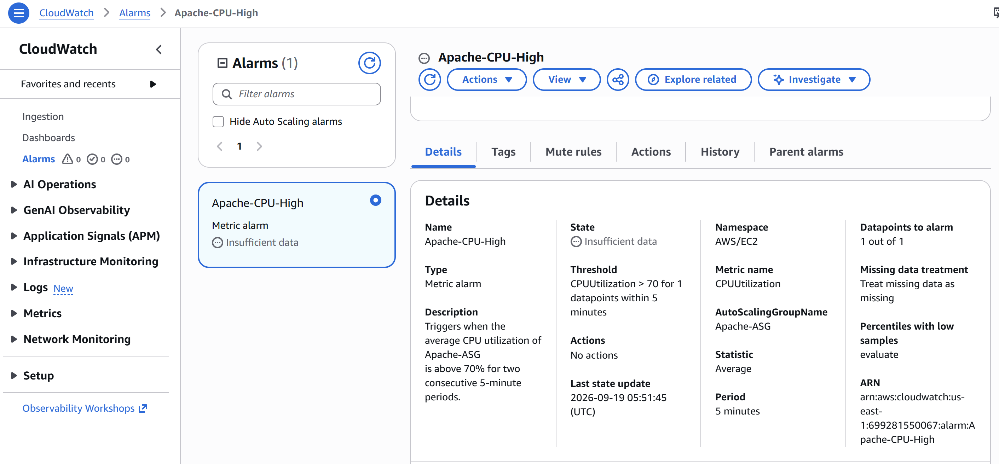 CloudWatch > Alarms > Apache-CPU-High
CloudWatch
Favorites and recents
Ingestion
Dashboards
Alarms 0 0 0
AI Operations
GenAI Observability
Application Signals (APM)
Infrastructure Monitoring
Logs New
Metrics
Network Monitoring
Setup
Observability Workshops
Alarms (1)
Filter alarms
Hide Auto Scaling alarms
1
Apache-CPU-High
Metric alarm
Insufficient data
Apache-CPU-High
Actions View Explore related Investigate
Details Tags Mute rules Actions History Parent alarms
Details
Name
Apache-CPU-High
Type
Metric alarm
Description
Triggers when the
average CPU utilization of
Apache-ASG
is above 70% for two
consecutive 5-minute
periods.
State
Insufficient data
Threshold
CPUUtilization > 70 for 1
datapoints within 5
minutes
Actions
No actions
Last state update
2026-09-19 05:51:45
(UTC)
Namespace
AWS/EC2
Metric name
CPUUtilization
AutoScalingGroupName
Apache-ASG
Statistic
Average
Period
5 minutes
Datapoints to alarm
1 out of 1
Missing data treatment
Treat missing data as
missing
Percentiles with low
samples
evaluate
ARN
arn:aws:cloudwatch:us-
east-
1:699281550067:alarm:A
pache-CPU-High